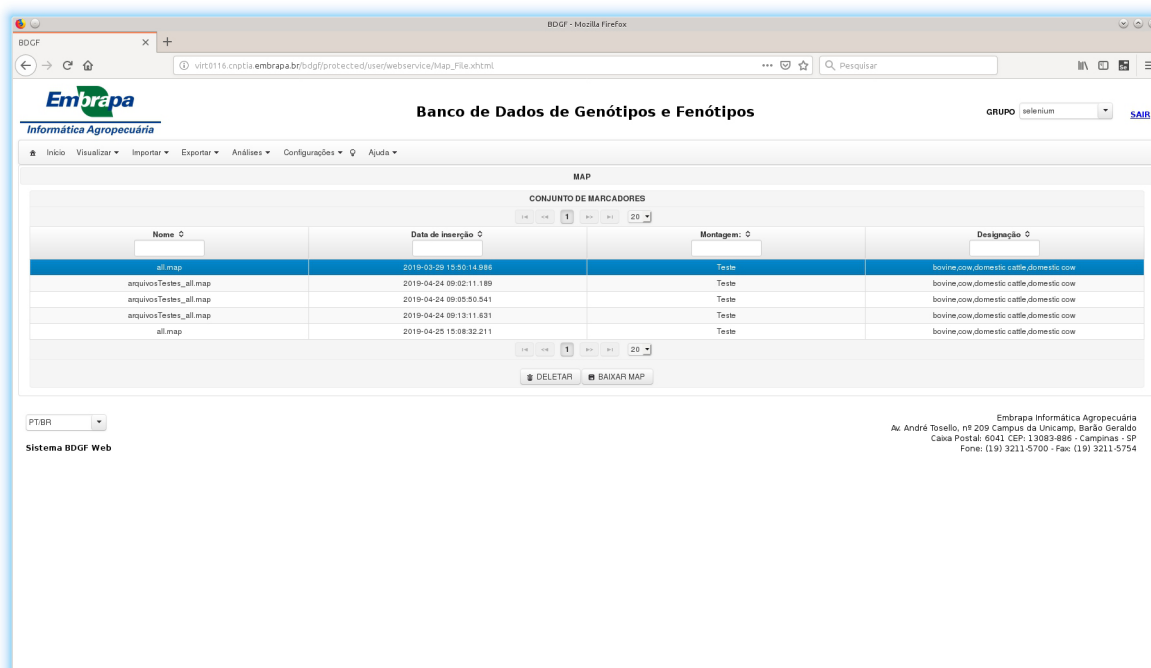 BDGF - Mozilla Firefox
BDGF
virt0116.cnptia.embrapa.br/bdgf/protected/user/webservice/Map_File.xhtml
Pesquisar
Embrapa
Informática Agropecuária
Banco de Dados de Genótipos e Fenótipos
GRUPO selenium
SAIR
Início Visualizar Importar Exportar Análises Configurações Ajuda
MAP
CONJUNTO DE MARCADORES
1 20
Nome Data de inserção Montagem: Designação
all.map 2019-03-29 15:50:14.986 Teste bovine,cow,domestic cattle,domestic cow
arquivosTestes_all.map 2019-04-24 09:02:11.189 Teste bovine,cow,domestic cattle,domestic cow
arquivosTestes_all.map 2019-04-24 09:05:50.541 Teste bovine,cow,domestic cattle,domestic cow
arquivosTestes_all.map 2019-04-24 09:13:11.631 Teste bovine,cow,domestic cattle,domestic cow
all.map 2019-04-25 15:08:32.211 Teste bovine,cow,domestic cattle,domestic cow
1 20
DELETAR BAIXAR MAP
PT/BR
Sistema BDGF Web
Embrapa Informática Agropecuária
Av. André Tosello, nº 209 Campus da Unicamp, Barão Geraldo
Caixa Postal: 6041 CEP: 13083-886 - Campinas - SP
Fone: (19) 3211-5700 - Fax: (19) 3211-5754